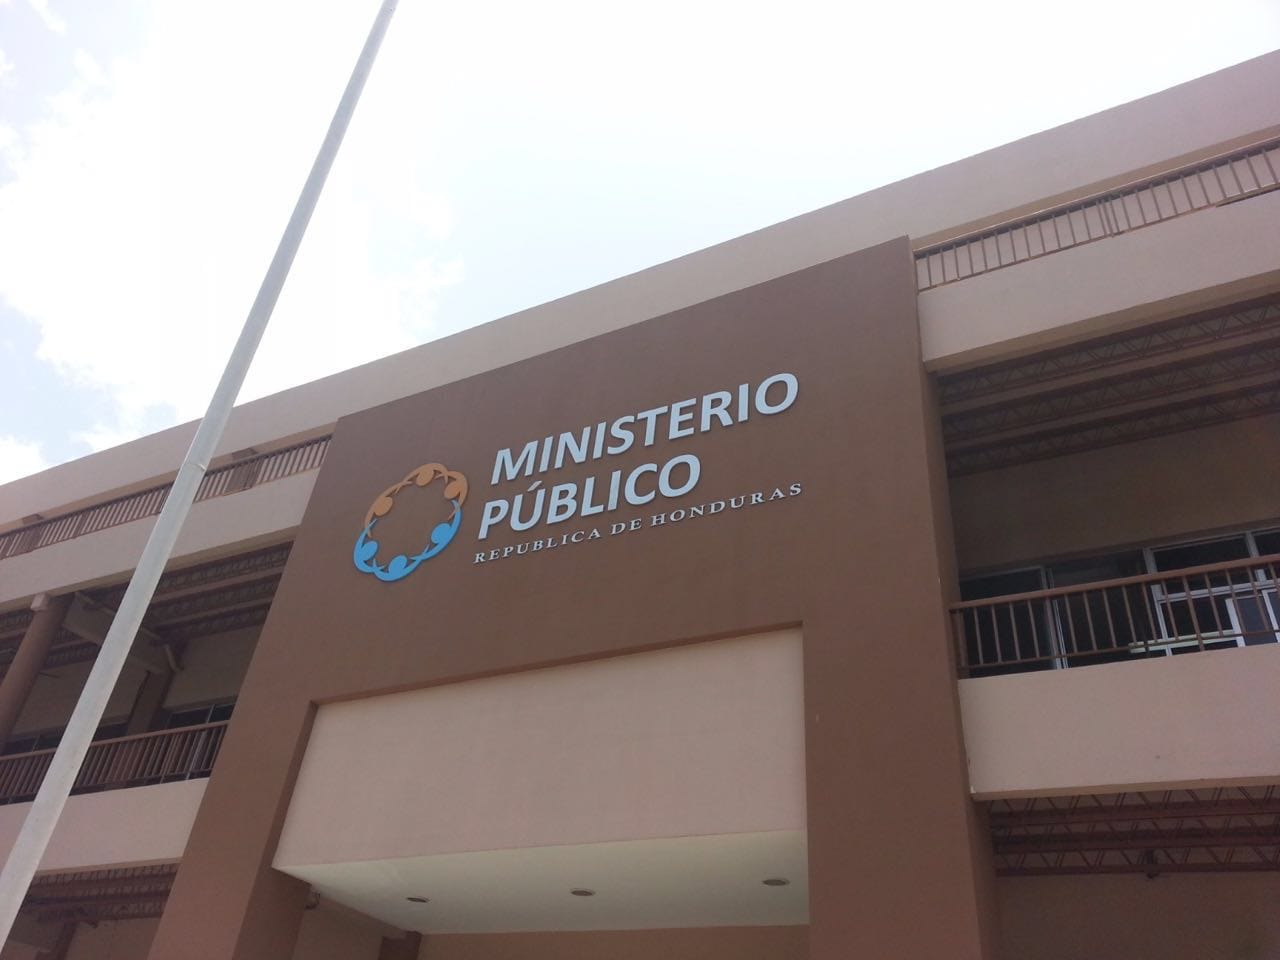 MINISTERIO
PÚBLICO
REPUBLICA DE HONDURAS